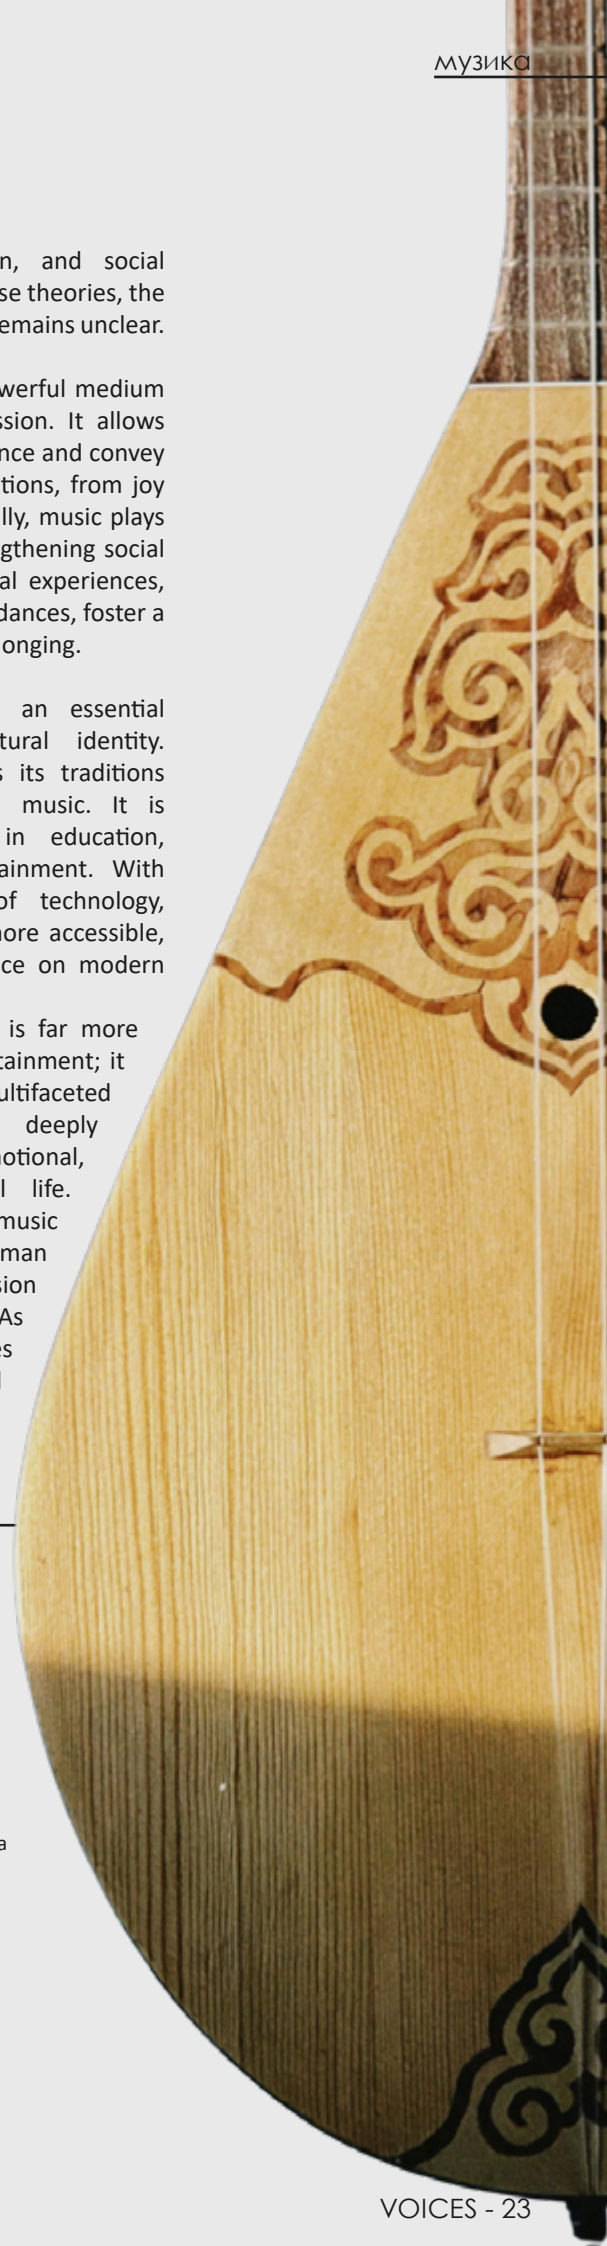 музика
n, and social
se theories, the
emains unclear.
werful medium
ssion. It allows
nce and convey
tions, from joy
lly, music plays
gthening social
al experiences,
dances, foster a
onging.
an essential
tural identity.
s its traditions
music. It is
in education,
ainment. With
of technology,
more accessible,
ce on modern
is far more
tainment; it
ultifaceted
deeply
notional,
l life.
music
man
sion
As
es
a
VOICES - 23